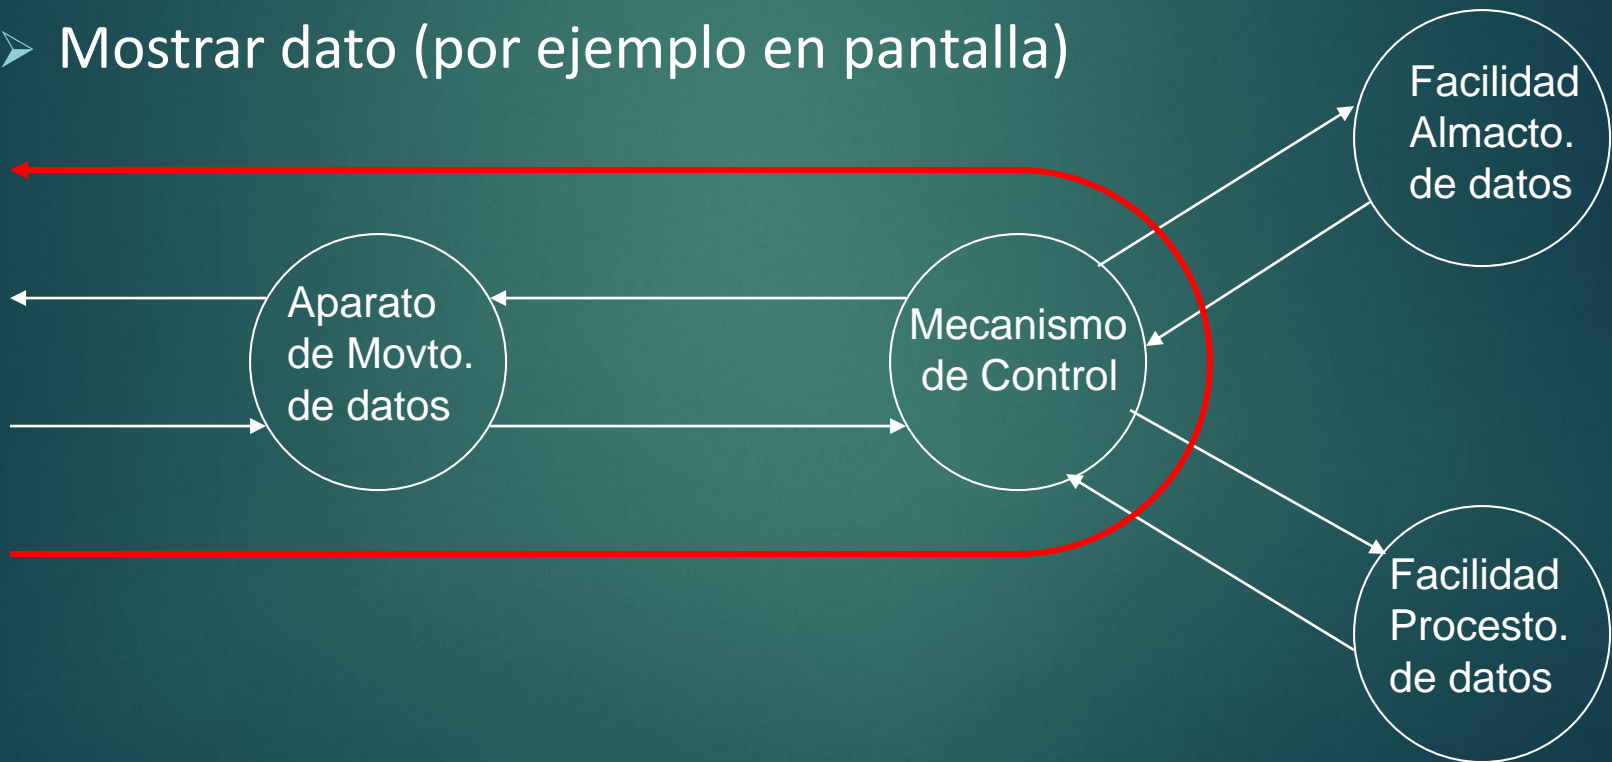 Mostrar dato (por ejemplo en pantalla)
Facilidad
Almacto.
de datos
Aparato
de Movto.
de datos
Mecanismo
de Control
Facilidad
Procesto.
de datos